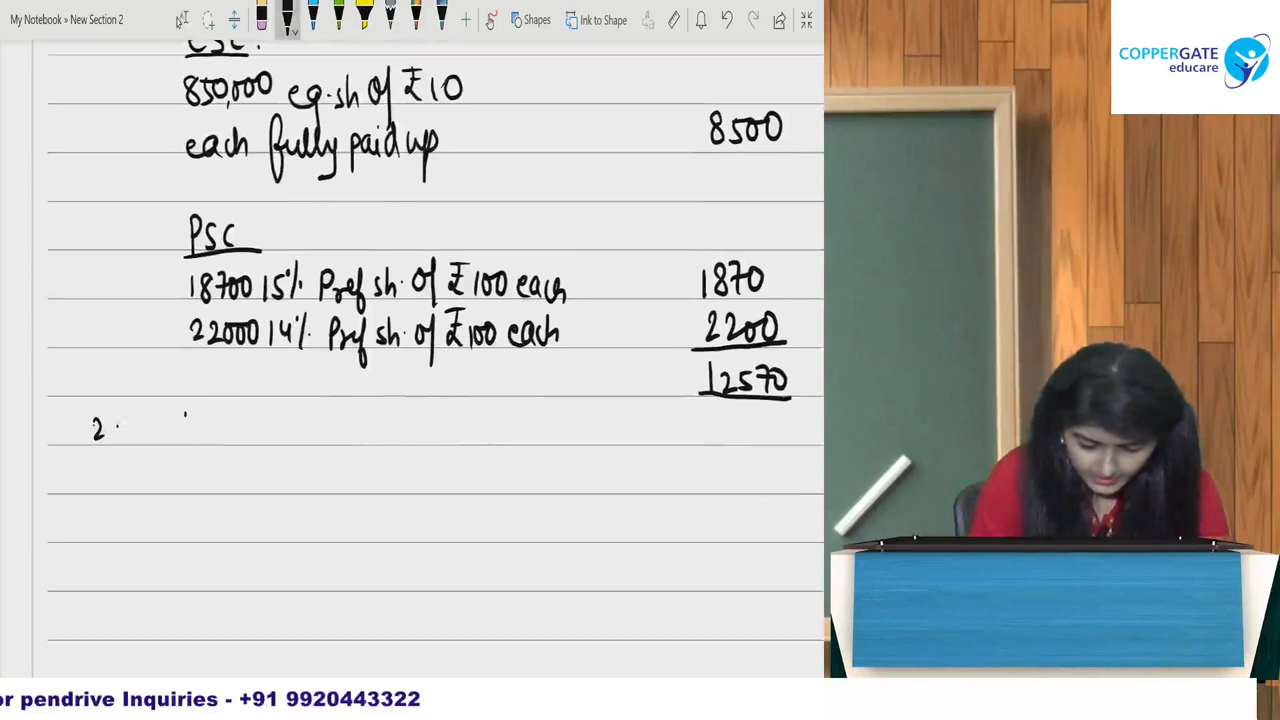 My Notebook » New Section 2
Shapes
Ink to Shape
COPPERGATE
educare
850,000 eq. sh of ₹10
each fully paid up 8500
PSC
18700 15% Pref sh. of ₹100 each 1870
22000 14% Pref sh. of ₹100 each 2200
12570
2.
or pendrive Inquiries - +91 9920443322